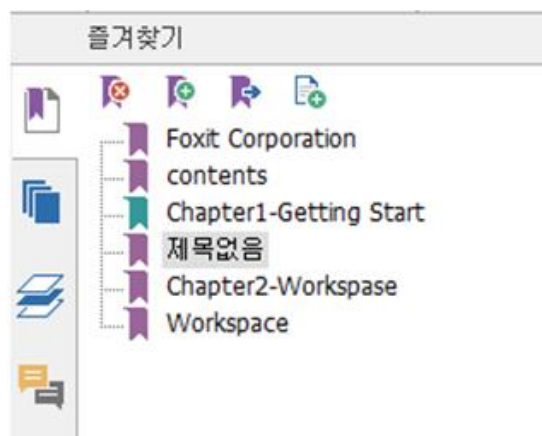 즐겨찾기
Foxit Corporation
contents
Chapter1-Getting Start
제목없음
Chapter2-Workspase
Workspace